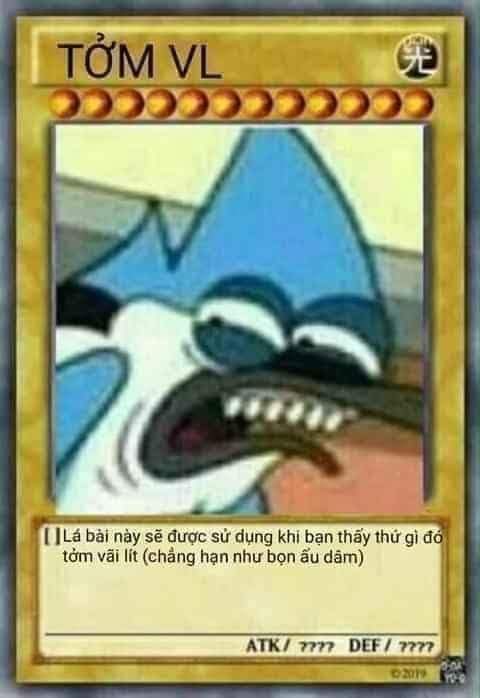 TỞM VL
光
[ ]Lá bài này sẽ được sử dụng khi bạn thấy thứ gì đó
tởm vãi lít (chẳng hạn như bọn ấu dâm)
ATK/ ???? DEF/ ????
©2019